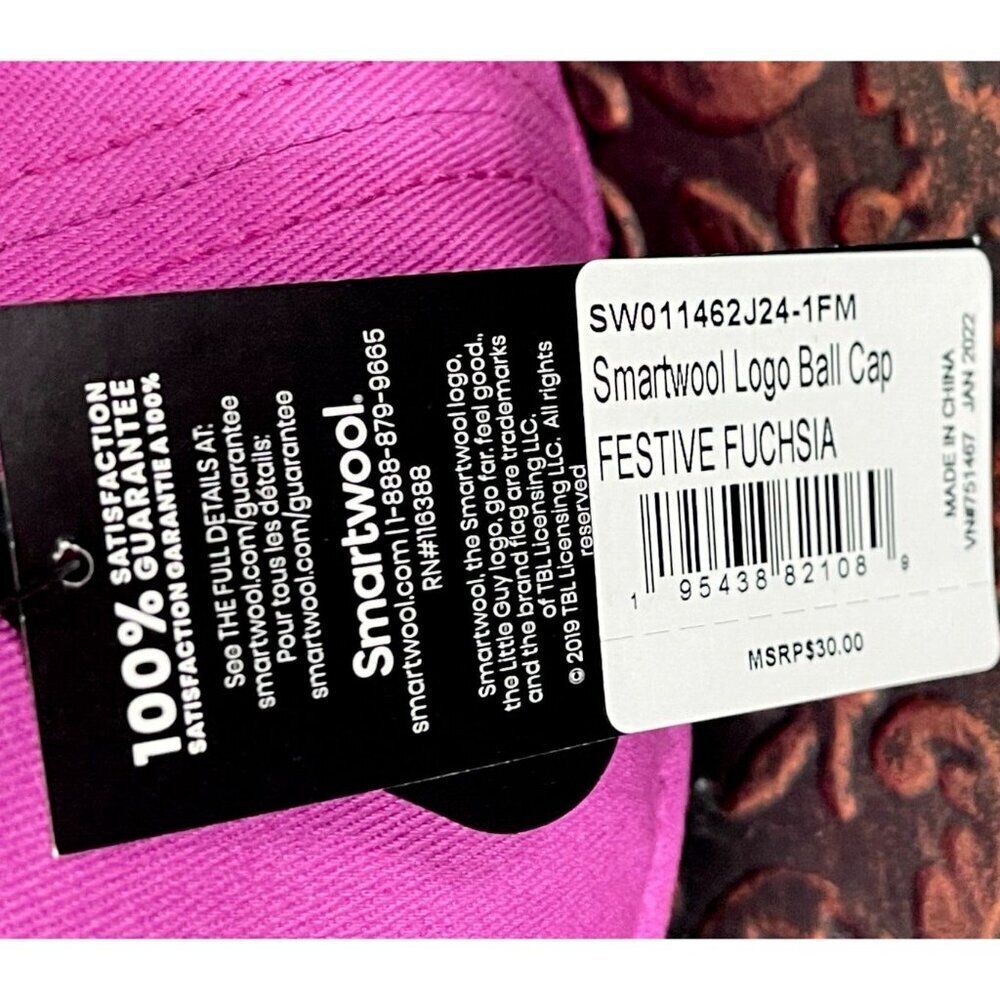 100% SATISFACTION
GUARANTEE
SATISFACTION GARANTIE A 100%
See THE FULL DETAILS AT:
smartwool.com/guarantee
Pour tous les détails:
smartwool.com/guarantee
Smartwool.
smartwool.com | 1-888-879-9665
RN#116388
Smartwool, the Smartwool logo,
the Little Guy logo, go far. feel good.,
and the brand flag are trademarks
of TBL Licensing LLC.
© 2019 TBL Licensing LLC. All rights
reserved
SW011462J24-1FM
Smartwool Logo Ball Cap
FESTIVE FUCHSIA
1 95438 82108 9
MSRP$30.00
MADE IN CHINA
VN#751467 JAN 2022